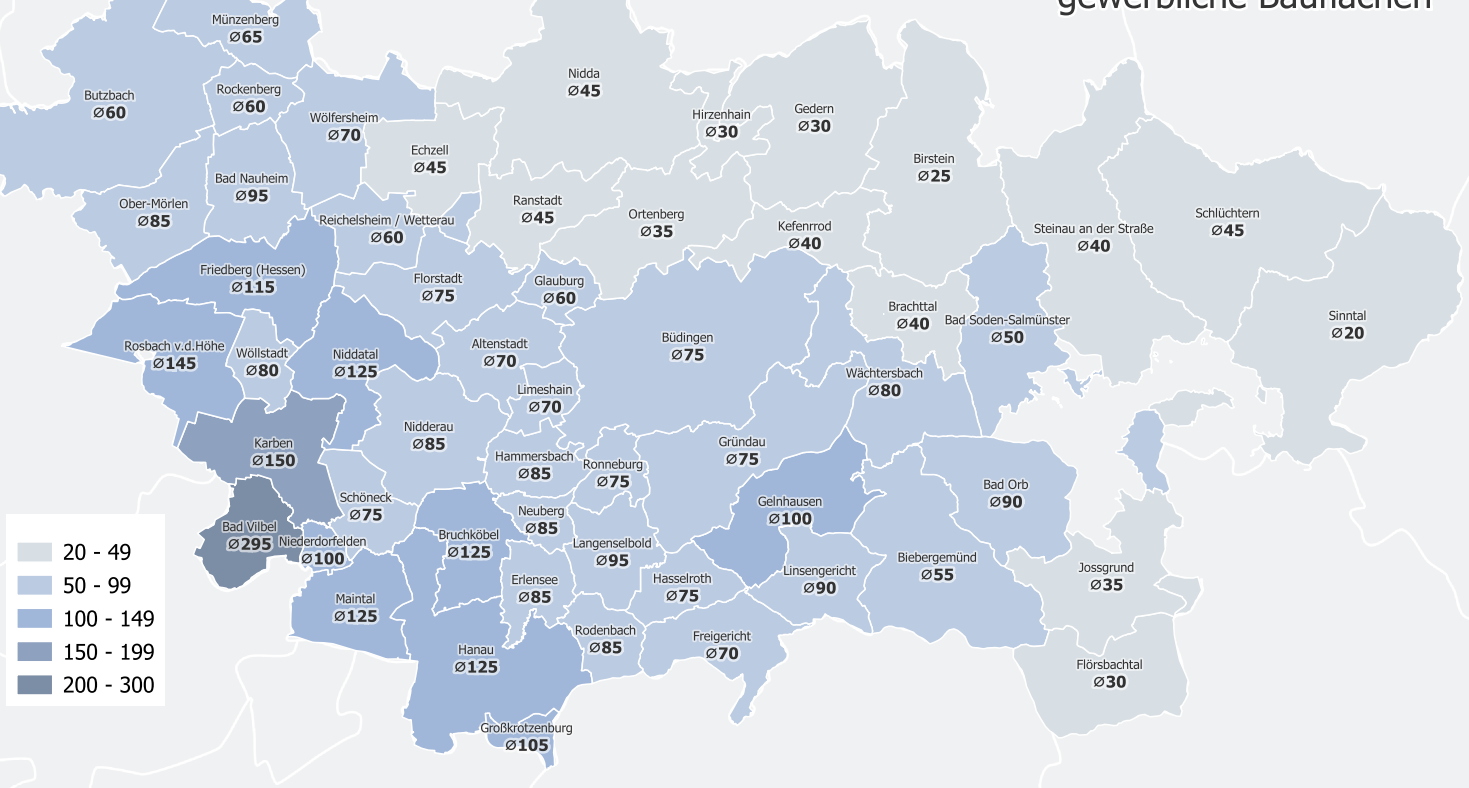 gewerbliche Bauflächen
Münzenberg
Ø65
Butzbach
Ø60
Rockenberg
Ø60
Wölfersheim
Ø70
Nidda
Ø45
Hirzenhain
Ø30
Gedern
Ø30
Echzell
Ø45
Birstein
Ø25
Bad Nauheim
Ø95
Ober-Mörlen
Ø85
Reichelsheim / Wetterau
Ø60
Ranstadt
Ø45
Ortenberg
Ø35
Kefenrrod
Ø40
Steinau an der Straße
Ø40
Schlüchtern
Ø45
Friedberg (Hessen)
Ø115
Florstadt
Ø75
Glauburg
Ø60
Brachttal
Ø40
Bad Soden-Salmünster
Ø50
Sinntal
Ø20
Rosbach v.d.Höhe
Ø145
Wöllstadt
Ø80
Niddatal
Ø125
Altenstadt
Ø70
Büdingen
Ø75
Limeshain
Ø70
Wächtersbach
Ø80
Karben
Ø150
Nidderau
Ø85
Hammersbach
Ø85
Ronneburg
Ø75
Gründau
Ø75
Bad Orb
Ø90
Schöneck
Ø75
Gelnhausen
Ø100
Bad Vilbel
Ø295
Niederdorfelden
Ø100
Bruchköbel
Ø125
Neuberg
Ø85
Langenselbold
Ø95
Biebergemünd
Ø55
Jossgrund
Ø35
Erlensee
Ø85
Hasselroth
Ø75
Linsengericht
Ø90
Maintal
Ø125
Hanau
Ø125
Rodenbach
Ø85
Freigericht
Ø70
Flörsbachtal
Ø30
Großkrotzenburg
Ø105
20 - 49
50 - 99
100 - 149
150 - 199
200 - 300